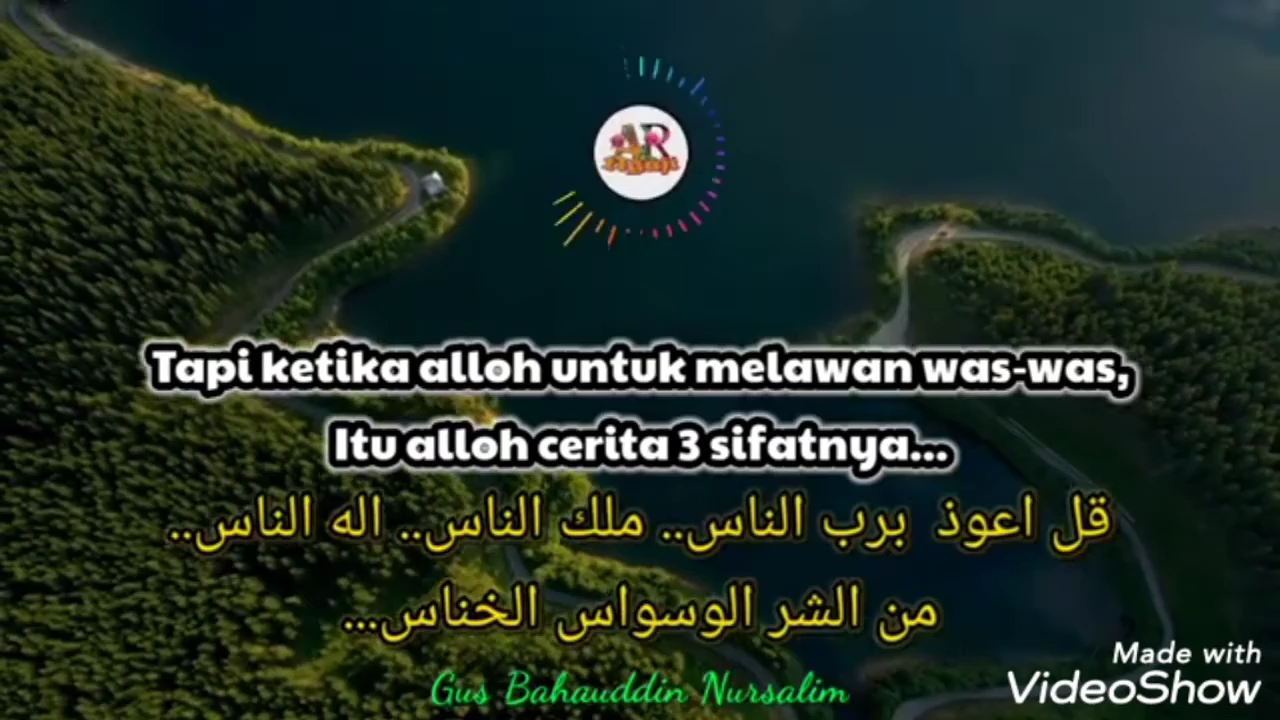 AR
Tapi ketika alloh untuk melawan was-was,
Itu alloh cerita 3 sifatnya...
قل اعوذ برب الناس.. ملك الناس.. اله الناس..
من الشر الوسواس الخناس...
Gus Bahauddin Nursalim
Made with
VideoShow